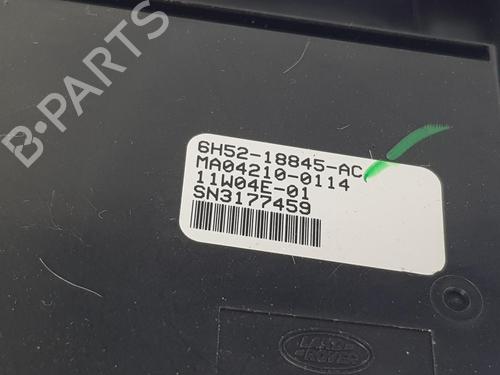 B-PARTS
6H52-18845-AC
MA04210-0114
11W04E-01
SN3177459
LAND
ROVER